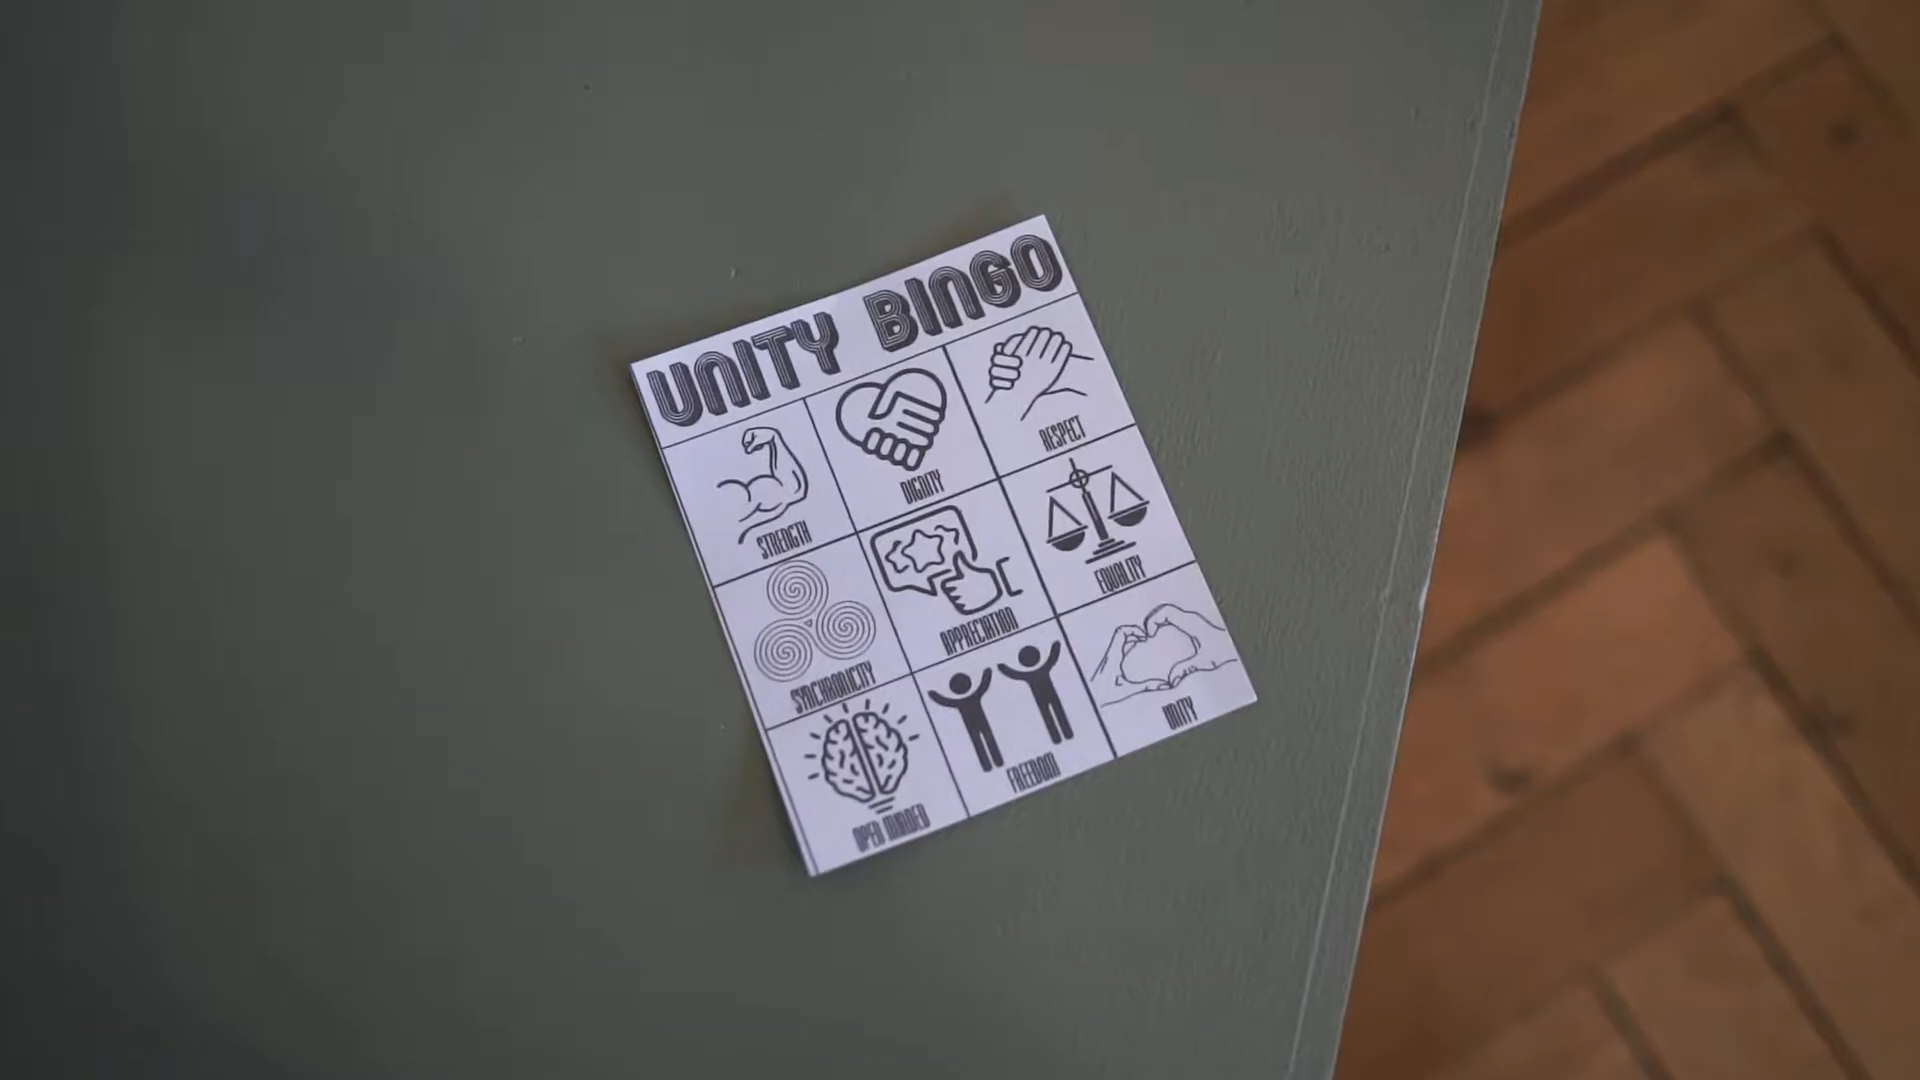 UNITY BINGO
STRENGTH
DIGNITY
RESPECT
SYNCHRONICITY
APPRECIATION
EQUALITY
OPEN MINDED
FREEDOM
UNITY